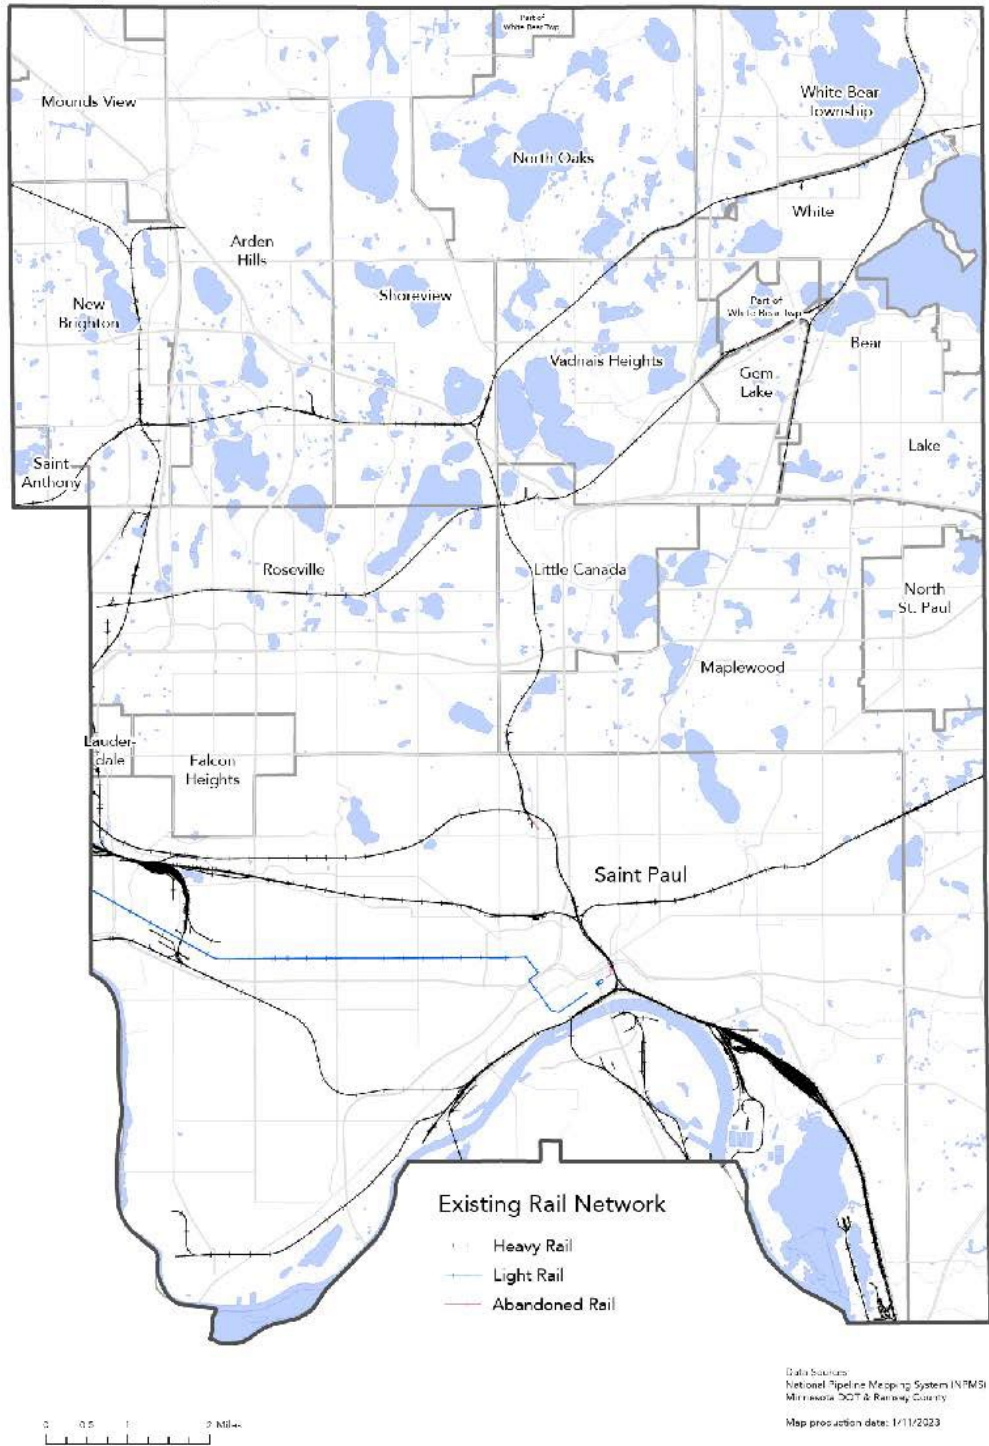 Part of
White Bear Twp
Mounds View
White Bear
Township
North Oaks
White
Arden
Hills
Shoreview
New
Brighton
Part of
White Bear Twp
Bear
Vadnais Heights
Gem
Lake
Lake
Saint
Anthony
Roseville
Little Canada
North
St. Paul
Maplewood
Lauder-
dale
Falcon
Heights
Saint Paul
Existing Rail Network
Heavy Rail
Light Rail
Abandoned Rail
Data Sources:
National Pipeline Mapping System (NPMS)
Minnesota DOT & Ramsey County
Map production date: 1/11/2023
0 0.5 1 2 Miles